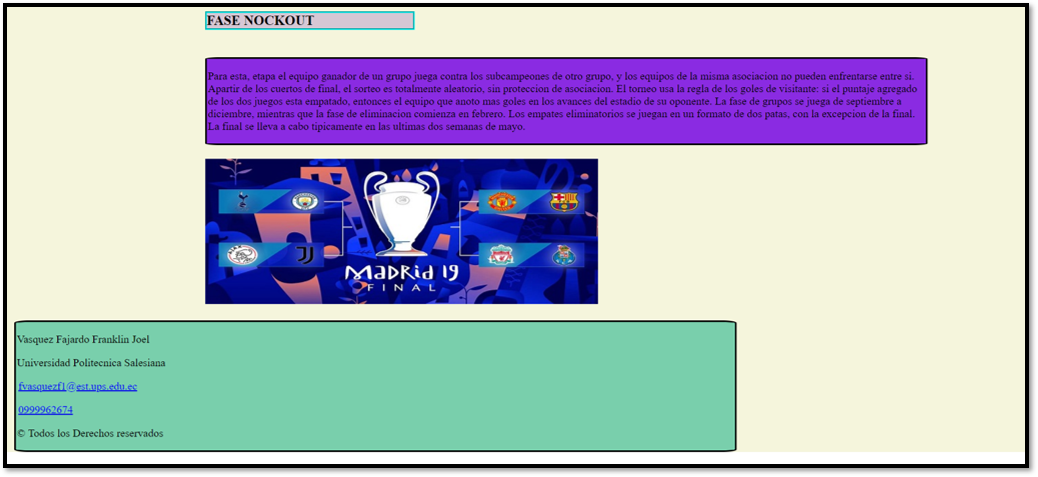 FASE NOCKOUT
Para esta, etapa el equipo ganador de un grupo juega contra los subcampeones de otro grupo, y los equipos de la misma asociacion no pueden enfrentarse entre si.
Apartir de los cuertos de final, el sorteo es totalmente aleatorio, sin proteccion de asociacion. El torneo usa la regla de los goles de visitante: si el puntaje agregado
de los dos juegos esta empatado, entonces el equipo que anoto mas goles en los avances del estadio de su oponente. La fase de grupos se juega de septiembre a
diciembre, mientras que la fase de eliminacion comienza en febrero. Los empates eliminatorios se juegan en un formato de dos patas, con la excepcion de la final.
La final se lleva a cabo tipicamente en las ultimas dos semanas de mayo.
MADRID 19
FINAL
Vasquez Fajardo Franklin Joel
Universidad Politecnica Salesiana
fvasquezf1@est.ups.edu.ec
0999962674
© Todos los Derechos reservados